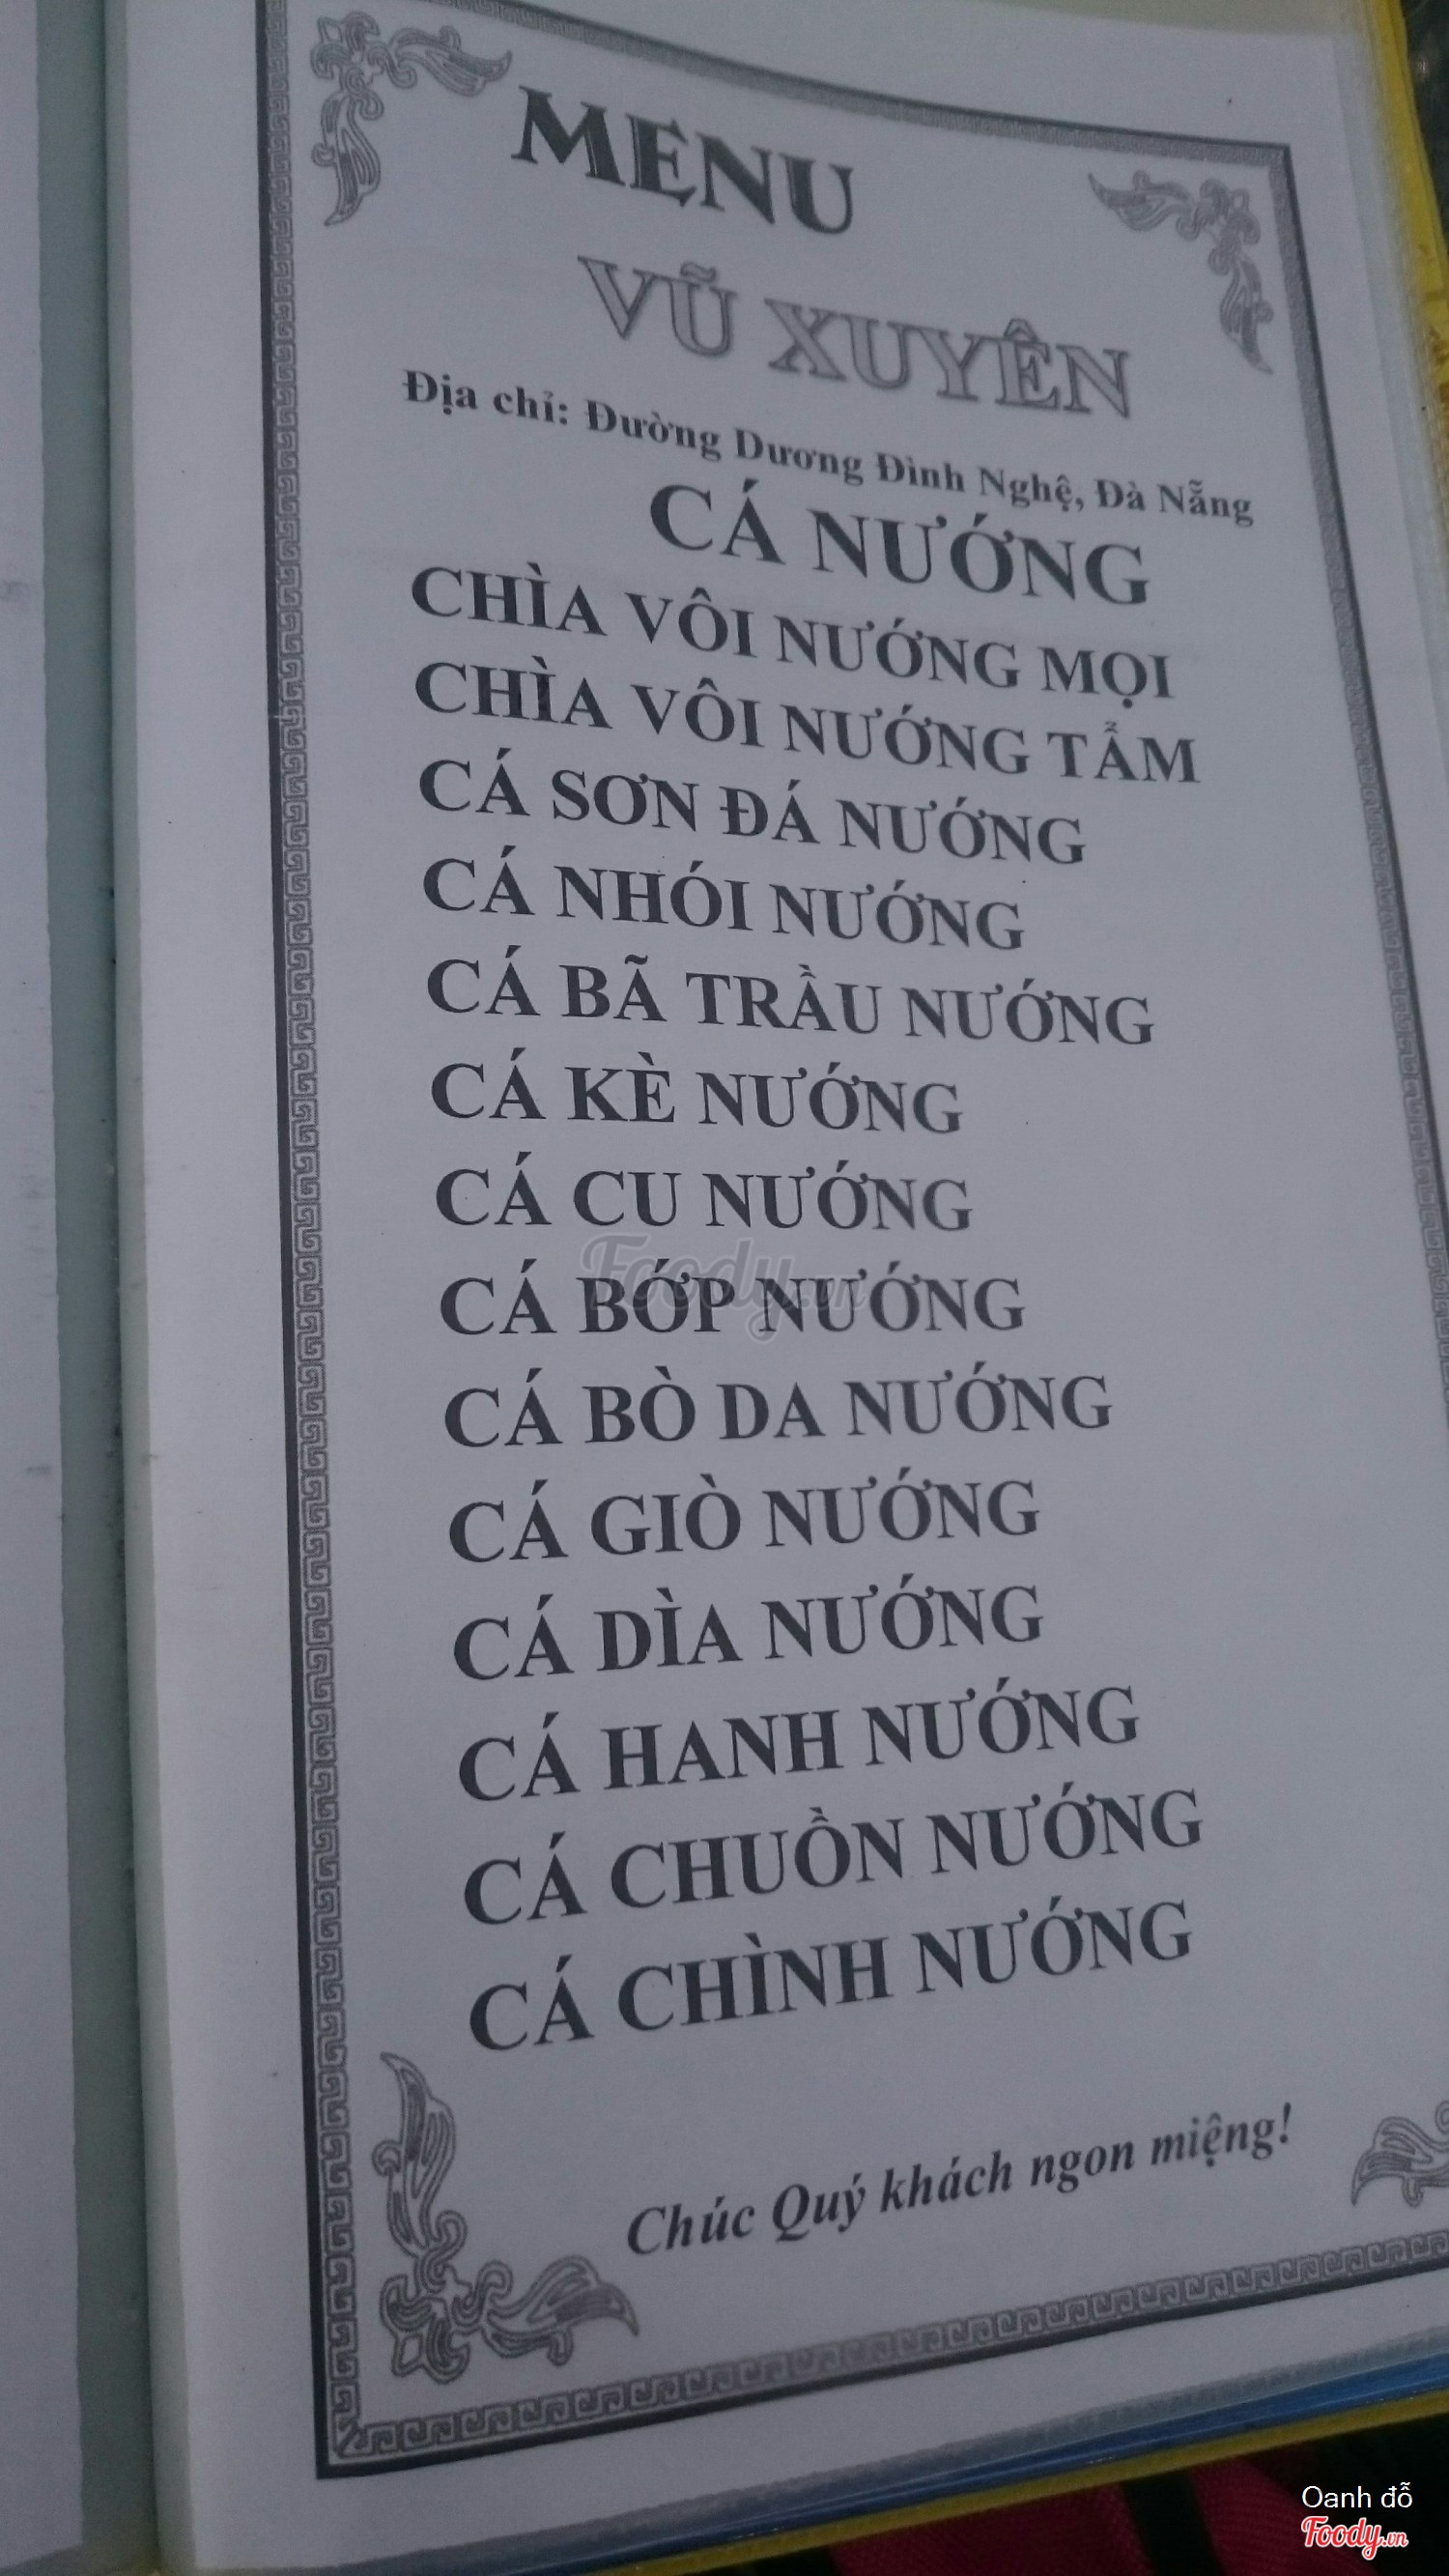 MENU
VŨ XUYÊN
Địa chỉ: Đường Dương Đình Nghệ, Đà Nẵng
CÁ NƯỚNG
CHÌA VÔI NƯỚNG MỌI
CHÌA VÔI NƯỚNG TẨM
CÁ SƠN ĐÁ NƯỚNG
CÁ NHÓI NƯỚNG
CÁ BÃ TRẦU NƯỚNG
CÁ KÈ NƯỚNG
CÁ CU NƯỚNG
CÁ BỚP NƯỚNG
Foody.vn
CÁ BÒ DA NƯỚNG
CÁ GIÒ NƯỚNG
CÁ DÌA NƯỚNG
CÁ HANH NƯỚNG
CÁ CHUỒN NƯỚNG
CÁ CHÌNH NƯỚNG
Chúc Quý khách ngon miệng!
Oanh đỗ
Foody.vn